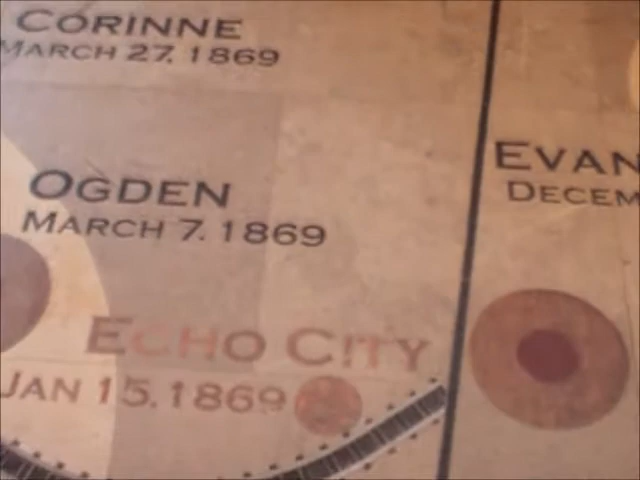 CORINNE
MARCH 27, 1869
OGDEN
MARCH 7, 1869
ECHO CITY
JAN 15, 1869
EVAN
DECEM